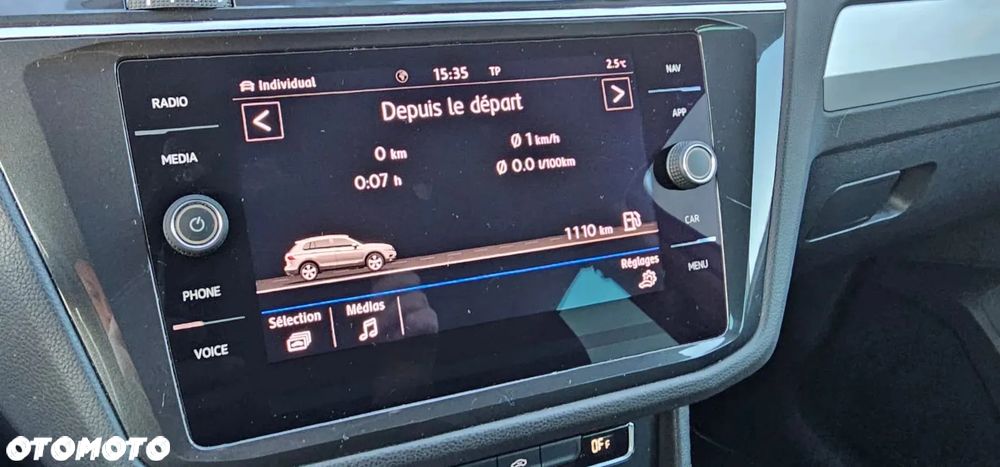 RADIO
MEDIA
PHONE
VOICE
Individual 15:35 TP 2.5°C
< Depuis le départ >
0 km Ø 1 km/h
0:07 h Ø 0.0 l/100km
1110 km
Sélection Médias Réglages
NAV
APP
CAR
MENU
OFF
OTOMOTO